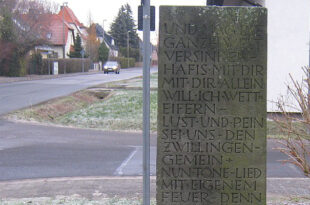 UND M
GANZE
VERSIN
HAFIS MIT DIR
MIT DIR ALLEIN
WILL ICH WETT
EIFERN
LUST·UND·PEIN
SEI UNS·DEN
ZWILLINGEN·
GEMEIN +
NUN TÖNE·LIED
MIT EIGENEM
FEUER·DENN